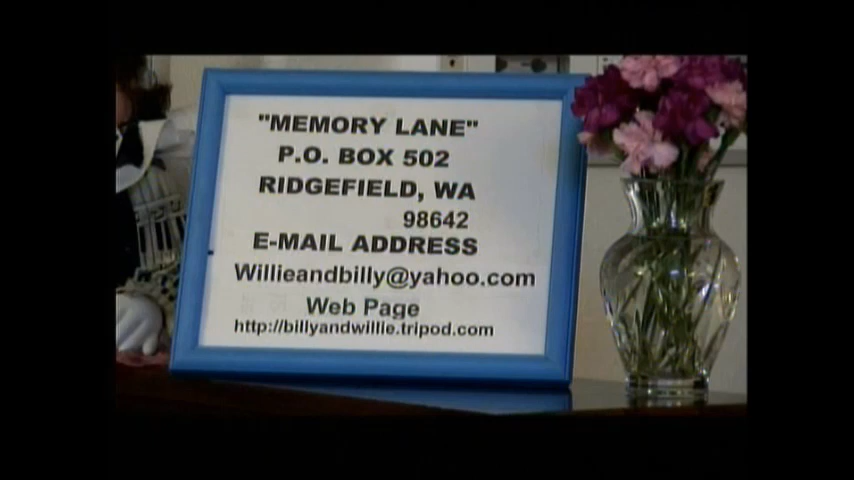 "MEMORY LANE"
P.O. BOX 502
RIDGEFIELD, WA
98642
E-MAIL ADDRESS
Willieandbilly@yahoo.com
Web Page
http://billyandwillie.tripod.com